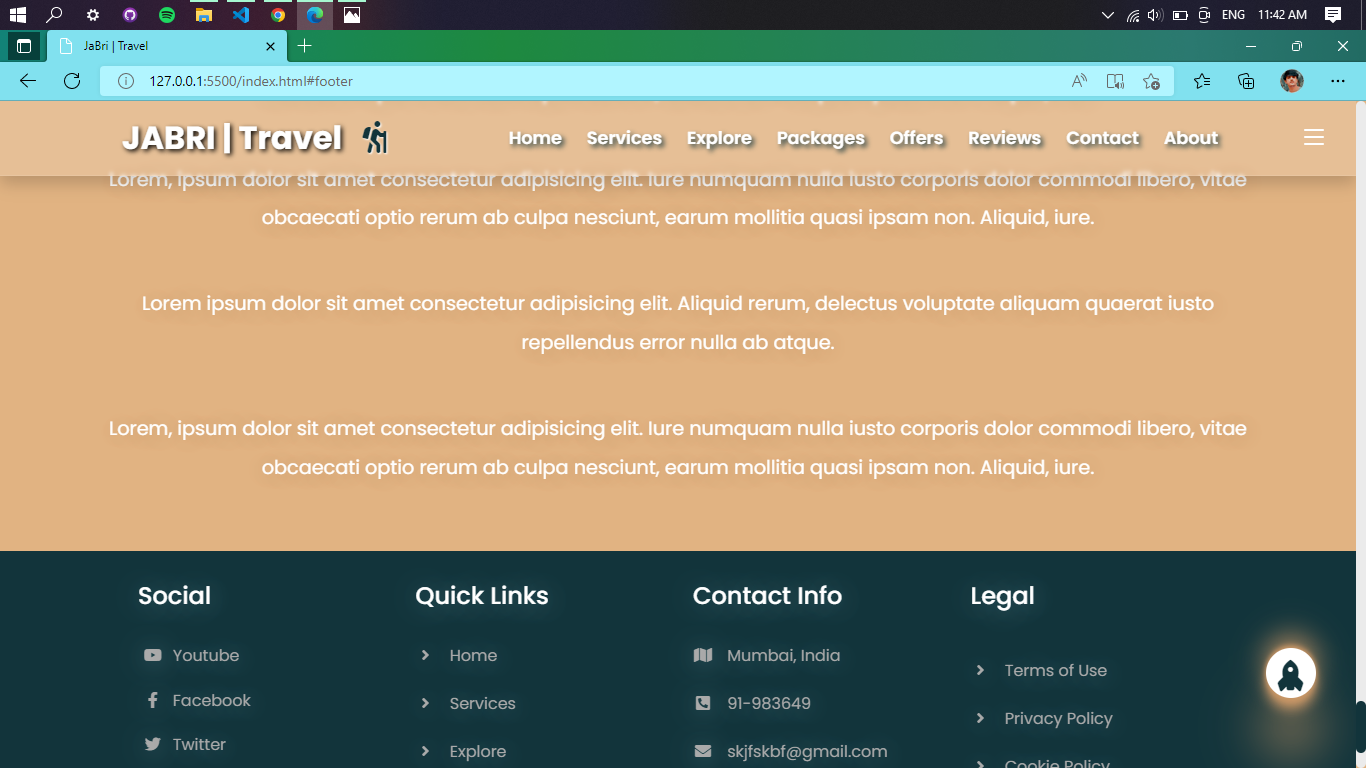 ENG 11:42 AM
JaBri | Travel
127.0.0.1:5500/index.html#footer
JABRI | Travel Home Services Explore Packages Offers Reviews Contact About
Lorem, ipsum dolor sit amet consectetur adipisicing elit. Iure numquam nulla iusto corporis dolor commodi libero, vitae
obcaecati optio rerum ab culpa nesciunt, earum mollitia quasi ipsam non. Aliquid, iure.
Lorem ipsum dolor sit amet consectetur adipisicing elit. Aliquid rerum, delectus voluptate aliquam quaerat iusto
repellendus error nulla ab atque.
Lorem, ipsum dolor sit amet consectetur adipisicing elit. Iure numquam nulla iusto corporis dolor commodi libero, vitae
obcaecati optio rerum ab culpa nesciunt, earum mollitia quasi ipsam non. Aliquid, iure.
Social
Youtube
Facebook
Twitter
Quick Links
Home
Services
Explore
Contact Info
Mumbai, India
91-983649
skjfskbf@gmail.com
Legal
Terms of Use
Privacy Policy
Cookie Policy